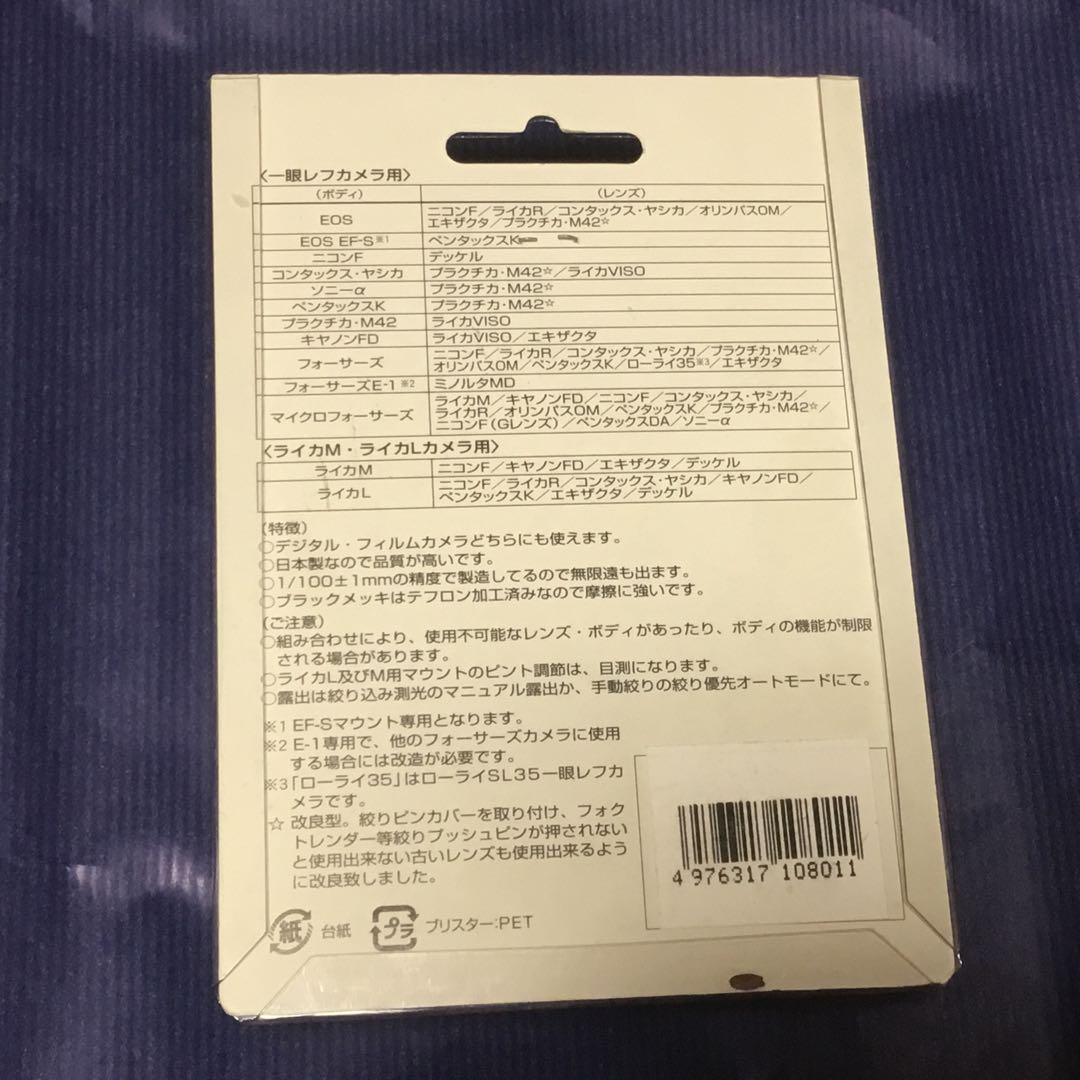 〈一眼レフカメラ用〉
(ボディ) (レンズ)
EOS ニコンF/ライカR/コンタックス・ヤシカ/オリンパスOM/
エキザクタ/プラクチカ・M42☆
EOS EF-S※1 ペンタックスK
ニコンF デッケル
コンタックス・ヤシカ プラクチカ・M42☆/ライカVISO
ソニーα プラクチカ・M42☆
ペンタックスK プラクチカ・M42☆
プラクチカ・M42 ライカVISO
キヤノンFD ライカVISO/エキザクタ
フォーサーズ ニコンF/ライカR/コンタックス・ヤシカ/プラクチカ・M42☆/
オリンパスOM/ペンタックスK/ローライ35※3/エキザクタ
フォーサーズE-1※2 ミノルタMD
マイクロフォーサーズ ライカM/キヤノンFD/ニコンF/コンタックス・ヤシカ/
ライカR/オリンパスOM/ペンタックスK/プラクチカ・M42☆/
ニコンF(Gレンズ)/ペンタックスDA/ソニーα
〈ライカM・ライカLカメラ用〉
ライカM ニコンF/キヤノンFD/エキザクタ/デッケル
ライカL ニコンF/ライカR/コンタックス・ヤシカ/キヤノンFD/
ペンタックスK/エキザクタ/デッケル
(特徴)
○デジタル・フィルムカメラどちらにも使えます。
○日本製なので品質が高いです。
○1/100±1mmの精度で製造してるので無限遠も出ます。
○ブラックメッキはテフロン加工済みなので摩擦に強いです。
(ご注意)
○組み合わせにより、使用不可能なレンズ・ボディがあったり、ボディの機能が制限
される場合があります。
○ライカL及びM用マウントのピント調節は、目測になります。
○露出は絞り込み測光のマニュアル露出か、手動絞りの絞り優先オートモードにて。
※1 EF-Sマウント専用となります。
※2 E-1専用で、他のフォーサーズカメラに使用
する場合には改造が必要です。
※3「ローライ35」はローライSL35一眼レフカ
メラです。
☆ 改良型。絞りピンカバーを取り付け、フォク
トレンダー等絞りプッシュピンが押されない
と使用出来ない古いレンズも使用出来るよう
に改良致しました。
4 976317 108011
紙 台紙 プラ ブリスター:PET